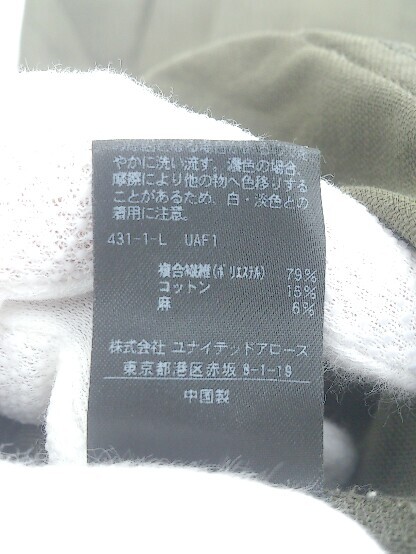 やかに洗い流す。濃色の場合、
摩擦により他の物へ色移りする
ことがあるため、白・淡色との
着用に注意。
431-1-L UAF1
複合繊維(ポリエステル) 79%
コットン 15%
麻 6%
株式会社 ユナイテッドアローズ
東京都港区赤坂 8-1-19
中国製